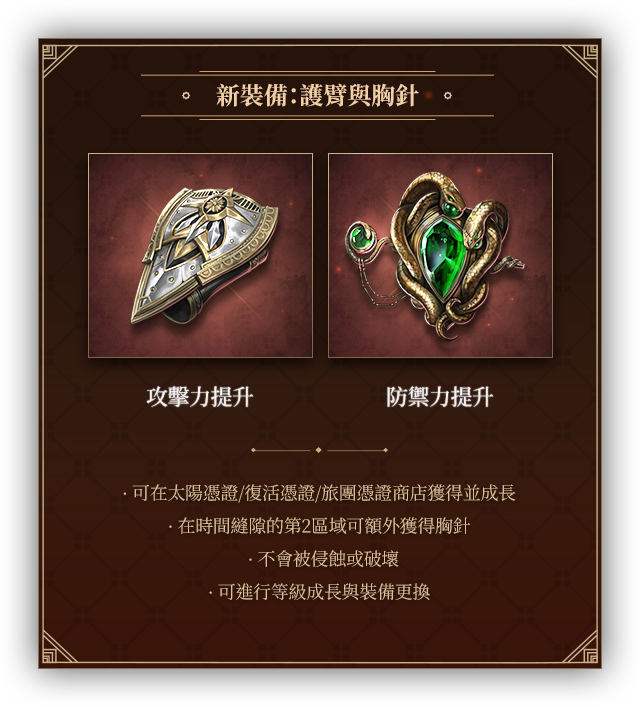 新裝備:護臂與胸針
攻擊力提升
防禦力提升
· 可在太陽憑證/復活憑證/旅團憑證商店獲得並成長
· 在時間縫隙的第2區域可額外獲得胸針
· 不會被侵蝕或破壞
· 可進行等級成長與裝備更換